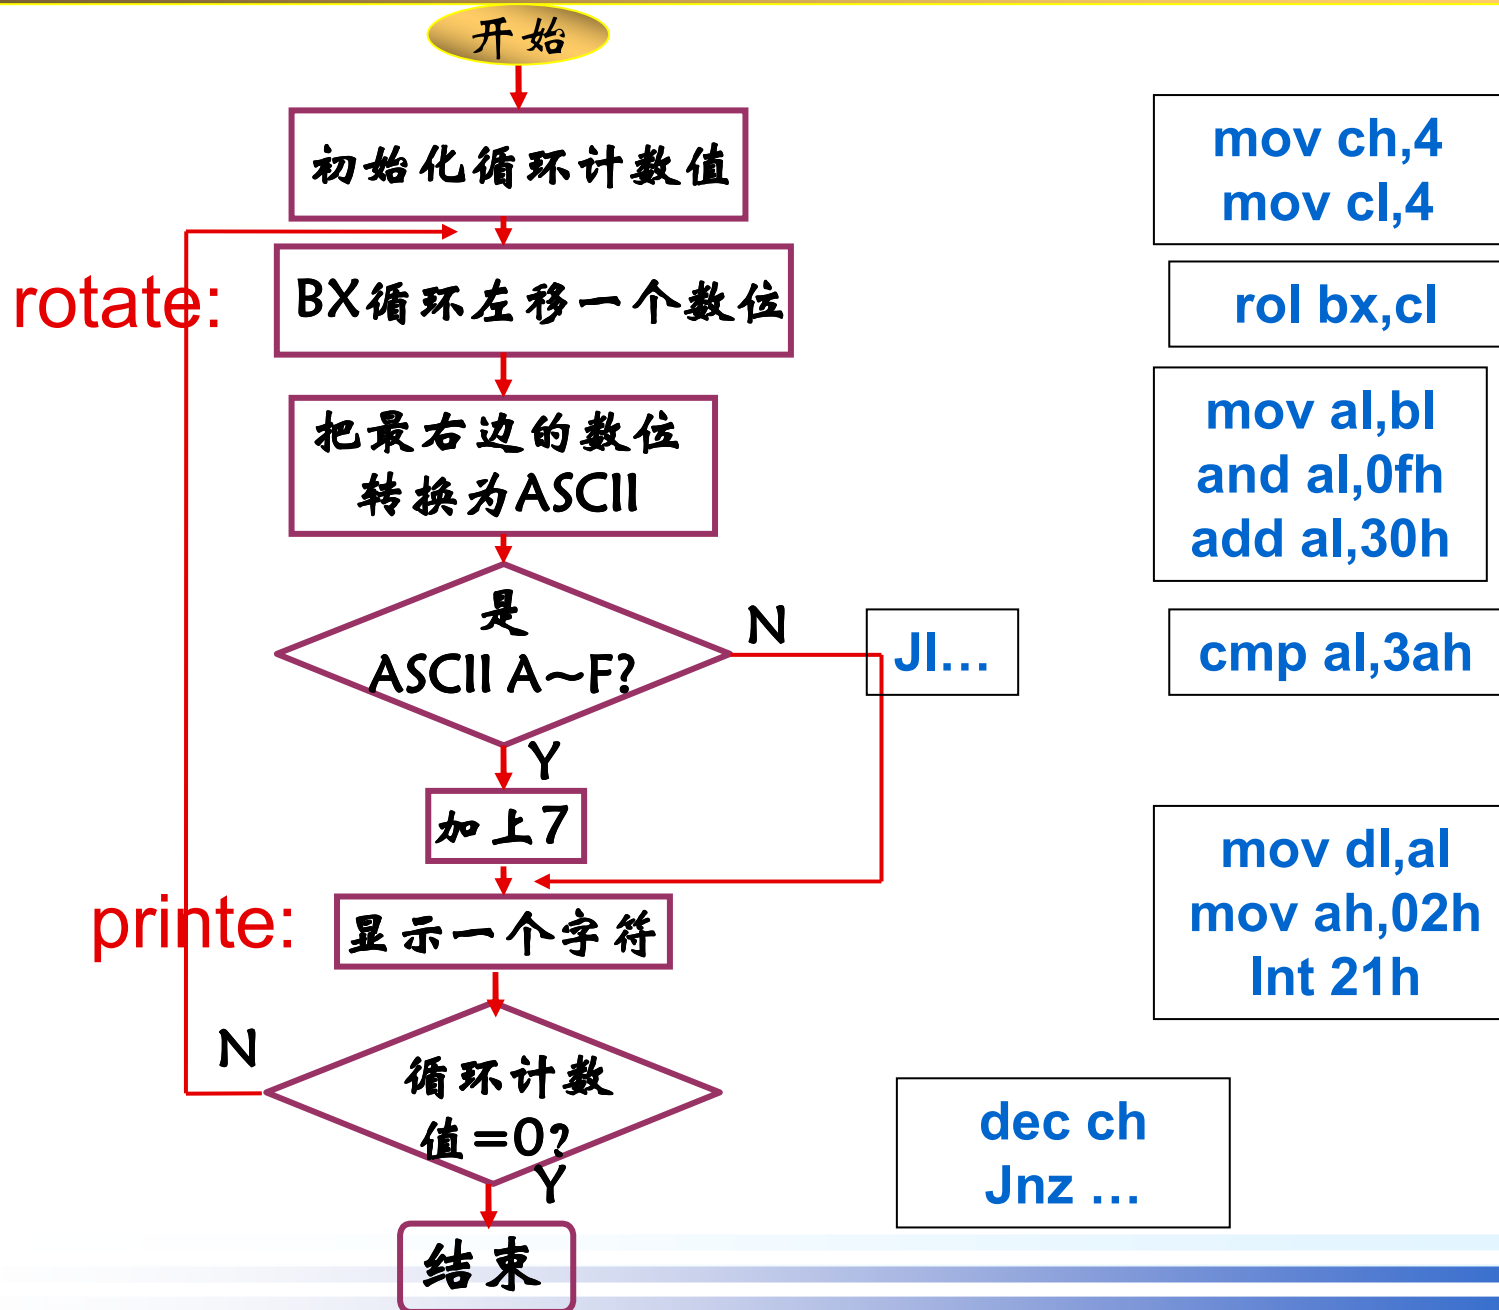 开始
初始化循环计数值
mov ch,4
mov cl,4
rotate:
BX循环左移一个数位
rol bx,cl
把最右边的数位
转换为ASCII
mov al,bl
and al,0fh
add al,30h
是
ASCII A~F?
N
Jl…
cmp al,3ah
Y
加上7
printe:
显示一个字符
mov dl,al
mov ah,02h
Int 21h
N
循环计数
值=0?
Y
dec ch
Jnz …
结束